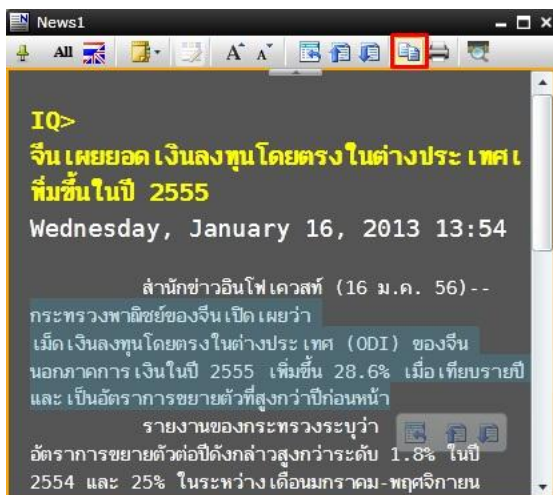 News1
All
A A
IQ>
จีนเผยยอดเงินลงทุนโดยตรงในต่างประเทศเ
พิ่มขึ้นในปี 2555
Wednesday, January 16, 2013 13:54
สำนักข่าวอินโฟเควสท์ (16 ม.ค. 56)--
กระทรวงพาณิชย์ของจีนเปิดเผยว่า
เม็ดเงินลงทุนโดยตรงในต่างประเทศ (ODI) ของจีน
นอกภาคการเงินในปี 2555 เพิ่มขึ้น 28.6% เมื่อเทียบรายปี
และเป็นอัตราการขยายตัวที่สูงกว่าปีก่อนหน้า
รายงานของกระทรวงระบุว่า
อัตราการขยายตัวต่อปีดังกล่าวสูงกว่าระดับ 1.8% ในปี
2554 และ 25% ในระหว่างเดือนมกราคม-พฤศจิกายน